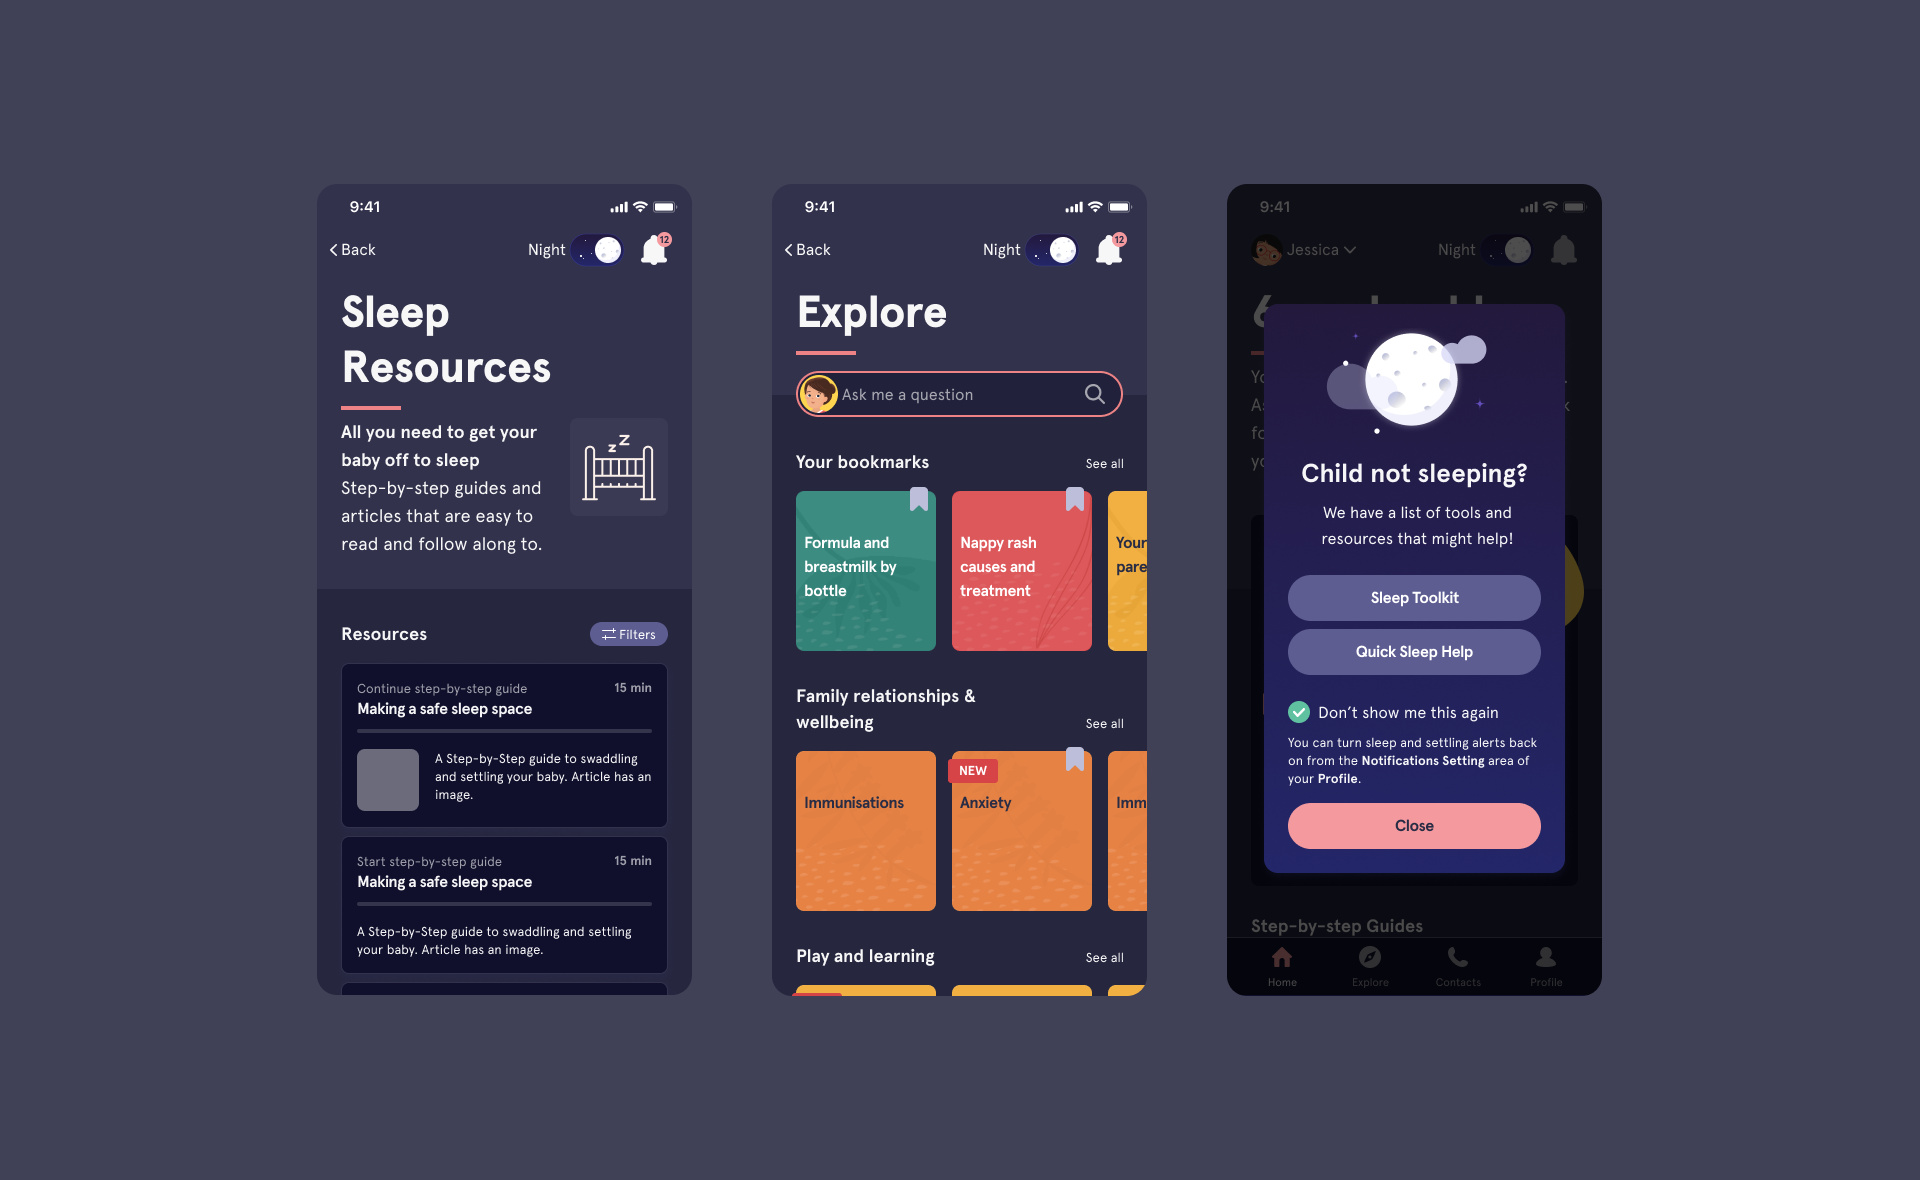 9:41
Back
Night
12
Sleep
Resources
All you need to get your
baby off to sleep
Step-by-step guides and
articles that are easy to
read and follow along to.
Resources
Filters
Continue step-by-step guide
15 min
Making a safe sleep space
A Step-by-Step guide to swaddling
and settling your baby. Article has an
image.
Start step-by-step guide
15 min
Making a safe sleep space
A Step-by-Step guide to swaddling and settling
your baby. Article has an image.
9:41
Back
Night
12
Explore
Ask me a question
Your bookmarks
See all
Formula and
breastmilk by
bottle
Nappy rash
causes and
treatment
Your
pare
Family relationships &
wellbeing
See all
Immunisations
NEW
Anxiety
Imm
Play and learning
See all
9:41
Jessica
Night
Child not sleeping?
We have a list of tools and
resources that might help!
Sleep Toolkit
Quick Sleep Help
Don't show me this again
You can turn sleep and settling alerts back
on from the Notifications Setting area of
your Profile.
Close
Step-by-step Guides
Home
Explore
Contacts
Profile